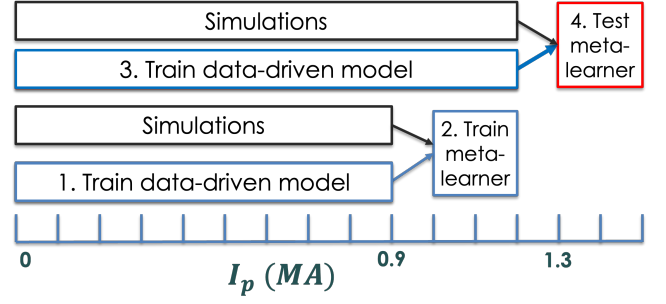 Simulations
4. Test
meta-
learner
3. Train data-driven model
Simulations
2. Train
meta-
learner
1. Train data-driven model
0
0.9
1.3
I_p (MA)